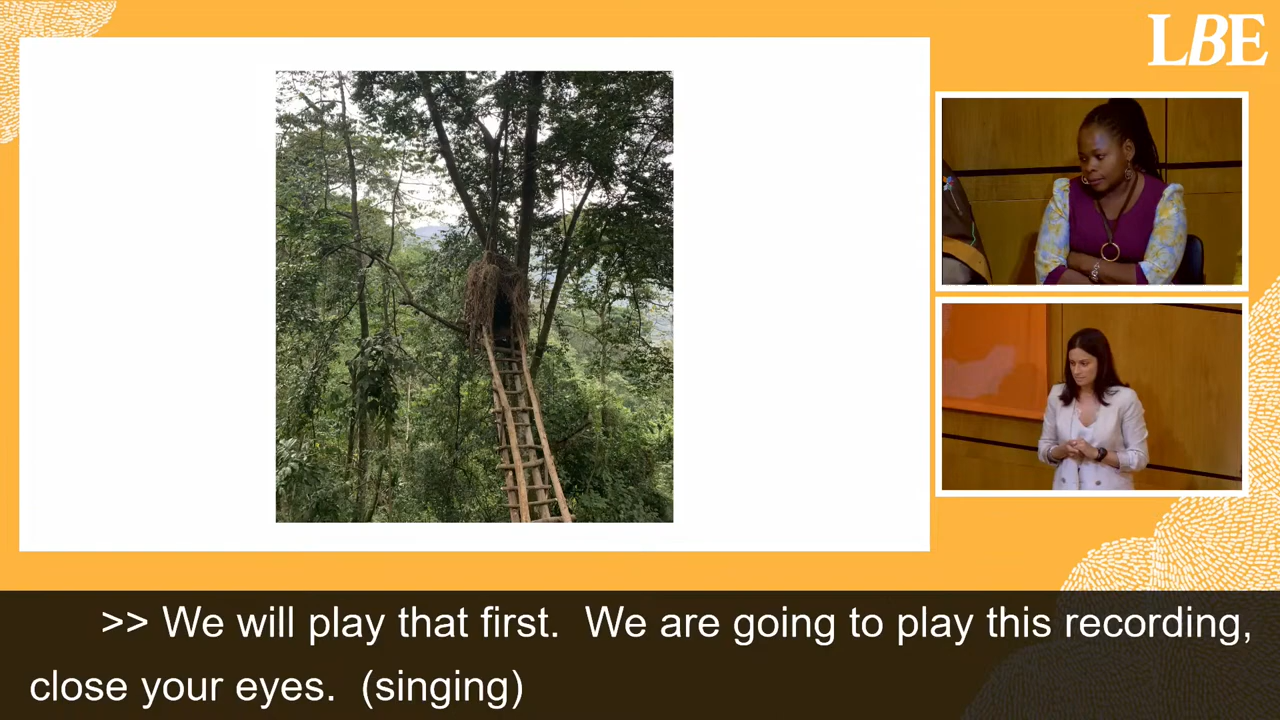 LBE
>> We will play that first. We are going to play this recording,
close your eyes. (singing)